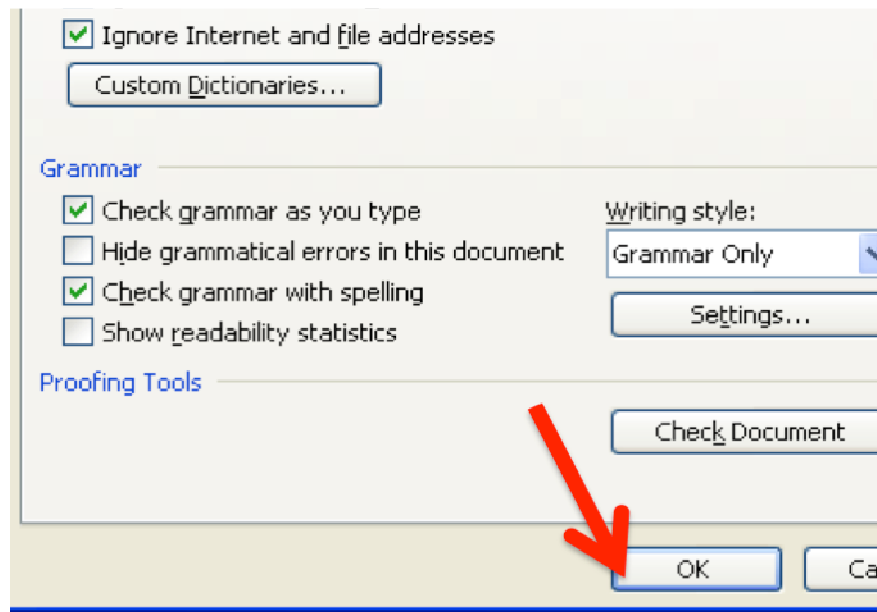 Ignore Internet and file addresses
Custom Dictionaries...
Grammar
Check grammar as you type
Writing style:
Hide grammatical errors in this document
Grammar Only
Check grammar with spelling
Settings...
Show readability statistics
Proofing Tools
Check Document
OK
Ca